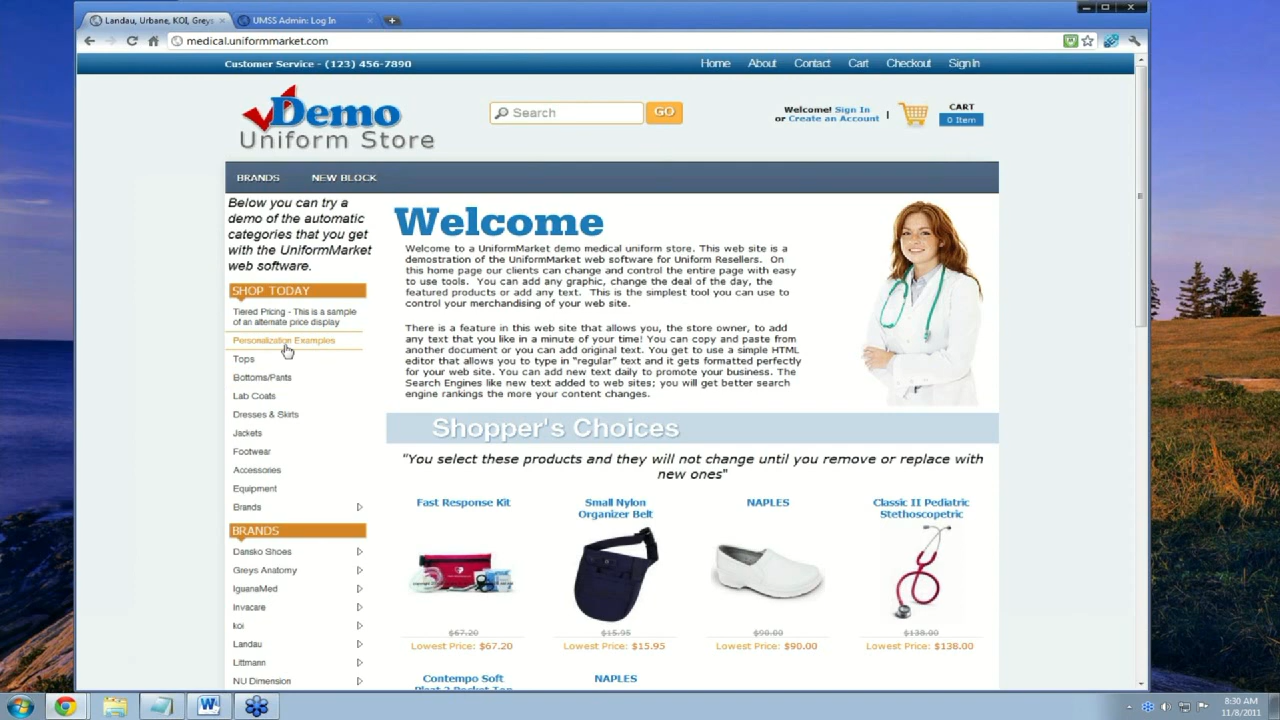 Landau, Urbane, KOI, Greys
UMSS Admin: Log In
medical.uniformmarket.com
Customer Service - (123) 456-7890
Home About Contact Cart Checkout Sign In
Demo
Uniform Store
Search
GO
Welcome! Sign In
or Create an Account
CART
0 Item
BRANDS NEW BLOCK
Below you can try a
demo of the automatic
categories that you get
with the UniformMarket
web software.
SHOP TODAY
Tiered Pricing - This is a sample
of an alternate price display
Personalization Examples
Tops
Bottoms/Pants
Lab Coats
Dresses & Skirts
Jackets
Footwear
Accessories
Equipment
Brands
BRANDS
Dansko Shoes
Greys Anatomy
IguanaMed
Invacare
koi
Landau
Littmann
NU Dimension
Welcome
Welcome to a UniformMarket demo medical uniform store. This web site is a
demostration of the UniformMarket web software for Uniform Resellers. On
this home page our clients can change and control the entire page with easy
to use tools. You can add any graphic, change the deal of the day, the
featured products or add any text. This is the simplest tool you can use to
control your merchandising of your web site.
There is a feature in this web site that allows you, the store owner, to add
any text that you like in a minute of your time! You can copy and paste from
another document or you can add original text. You get to use a simple HTML
editor that allows you to type in "regular" text and it gets formatted perfectly
for your web site. You can add new text daily to promote your business. The
Search Engines like new text added to web sites; you will get better search
engine rankings the more your content changes.
Shopper's Choices
"You select these products and they will not change until you remove or replace with
new ones"
Fast Response Kit
$67.20
Lowest Price: $67.20
Small Nylon
Organizer Belt
$15.95
Lowest Price: $15.95
NAPLES
$90.00
Lowest Price: $90.00
Classic II Pediatric
Stethoscopetric
$138.00
Lowest Price: $138.00
Contempo Soft
Pleat 2 Pocket Top
NAPLES
8:30 AM
11/8/2011